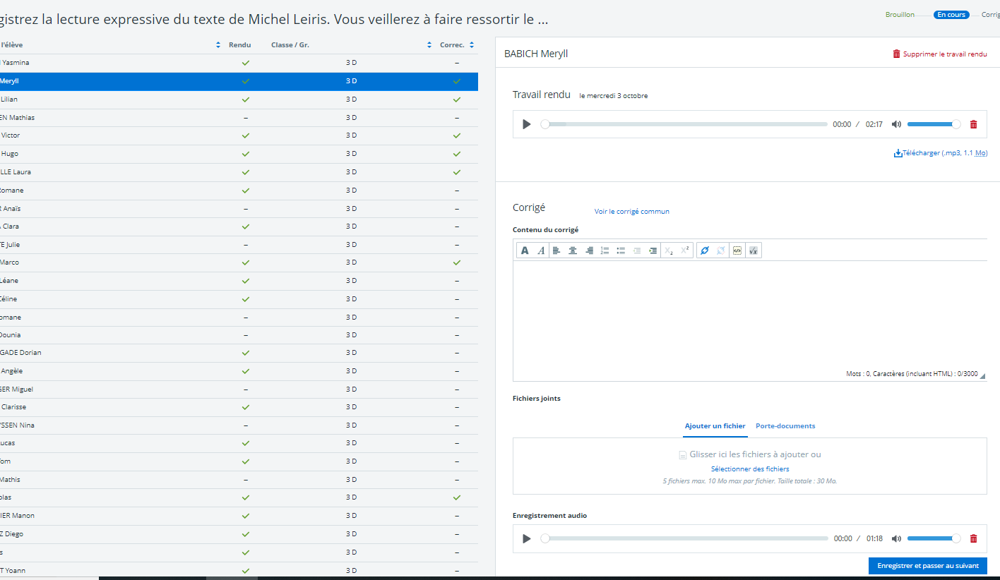 gistrez la lecture expressive du texte de Michel Leiris. Vous veillerez à faire ressortir le ...
Brouillon En cours Corrig
l'élève Rendu Classe / Gr. Correc.
Yasmina 3 D –
Meryll 3 D
Lilian 3 D
EN Mathias – 3 D –
Victor 3 D
Hugo 3 D
LLE Laura 3 D
Romane 3 D –
R Anaïs – 3 D –
Clara 3 D –
TE Julie – 3 D –
Marco 3 D
Léane 3 D –
Céline 3 D –
omane – 3 D –
Dounia – 3 D –
GADE Dorian 3 D –
Angèle 3 D –
GER Miguel – 3 D –
Clarisse 3 D –
YSSEN Nina – 3 D –
Lucas 3 D –
Tom 3 D –
Mathis – 3 D –
olas 3 D
IER Manon 3 D –
Z Diego 3 D –
s 3 D –
T Yoann 3 D –
BABICH Meryll
Supprimer le travail rendu
Travail rendu le mercredi 3 octobre
00:00 / 02:17
Télécharger (.mp3, 1.1 Mo)
Corrigé Voir le corrigé commun
Contenu du corrigé
Mots : 0, Caractères (incluant HTML) : 0/3000
Fichiers joints
Ajouter un fichier Porte-documents
Glisser ici les fichiers à ajouter ou
Sélectionner des fichiers
5 fichiers max. 10 Mo max par fichier. Taille totale : 30 Mo.
Enregistrement audio
00:00 / 01:18
Enregistrer et passer au suivant